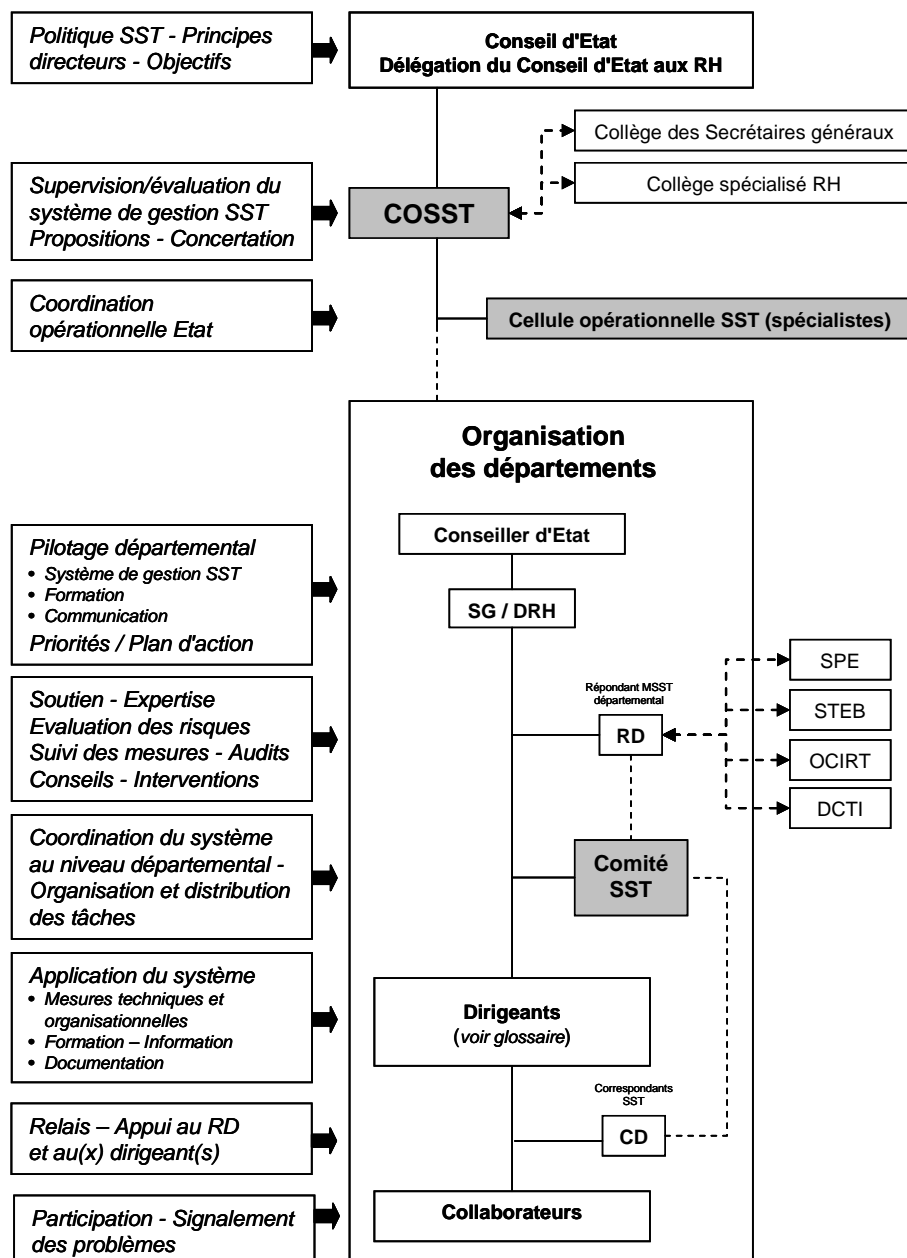 Politique SST - Principes
directeurs - Objectifs
Conseil d'Etat
Délégation du Conseil d'Etat aux RH
Collège des Secrétaires généraux
Collège spécialisé RH
Supervision/évaluation du
système de gestion SST
Propositions - Concertation
COSST
Coordination
opérationnelle Etat
Cellule opérationnelle SST (spécialistes)
Organisation
des départements
Pilotage départemental
• Système de gestion SST
• Formation
• Communication
Priorités / Plan d'action
Conseiller d'Etat
SG / DRH
Soutien - Expertise
Evaluation des risques
Suivi des mesures - Audits
Conseils - Interventions
Répondant MSST
départemental
RD
SPE
STEB
OCIRT
DCTI
Coordination du système
au niveau départemental -
Organisation et distribution
des tâches
Comité
SST
Application du système
• Mesures techniques et
organisationnelles
• Formation – Information
• Documentation
Dirigeants
(voir glossaire)
Relais – Appui au RD
et au(x) dirigeant(s)
Correspondants
SST
CD
Participation - Signalement
des problèmes
Collaborateurs